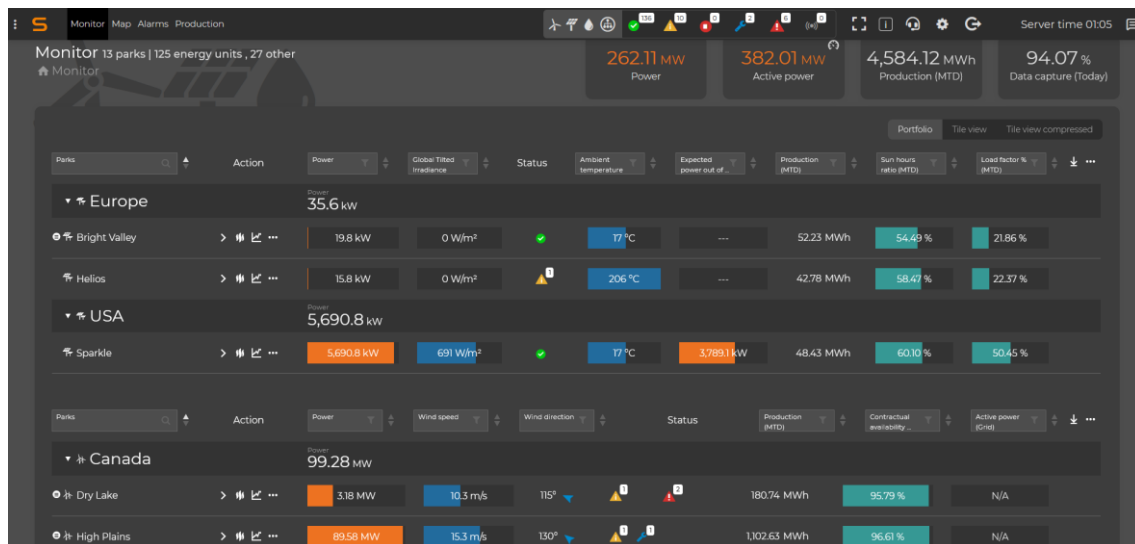 Monitor Map Alarms Production 136 10 0 2 6 0 Server time 01:05
Monitor 13 parks | 125 energy units , 27 other
Monitor
262.11 MW
Power
382.01 MW
Active power
4,584.12 MWh
Production (MTD)
94.07 %
Data capture (Today)
Portfolio Tile view Tile view compressed
Parks Action Power Global Tilted Irradiance Status Ambient temperature Expected power out of ... Production (MTD) Sun hours ratio (MTD) Load factor % (MTD)
Europe Power 35.6 kW
Bright Valley 19.8 kW 0 W/m² 17 °C --- 52.23 MWh 54.49 % 21.86 %
Helios 15.8 kW 0 W/m² 1 206 °C --- 42.78 MWh 58.47 % 22.37 %
USA Power 5,690.8 kW
Sparkle 5,690.8 kW 691 W/m² 17 °C 3,789.1 kW 48.43 MWh 60.10 % 50.45 %
Parks Action Power Wind speed Wind direction Status Production (MTD) Contractual availability ... Active power (Grid)
Canada Power 99.28 MW
Dry Lake 3.18 MW 10.3 m/s 115° 1 2 180.74 MWh 95.79 % N/A
High Plains 89.58 MW 15.3 m/s 130° 1 1 1,102.63 MWh 96.61 % N/A